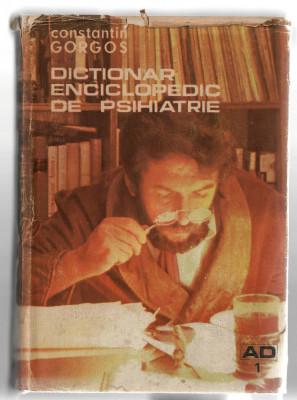 constantin
GORGOS
DICTIONAR
ENCICLOPEDIC
DE PSIHIATRIE
AD
1